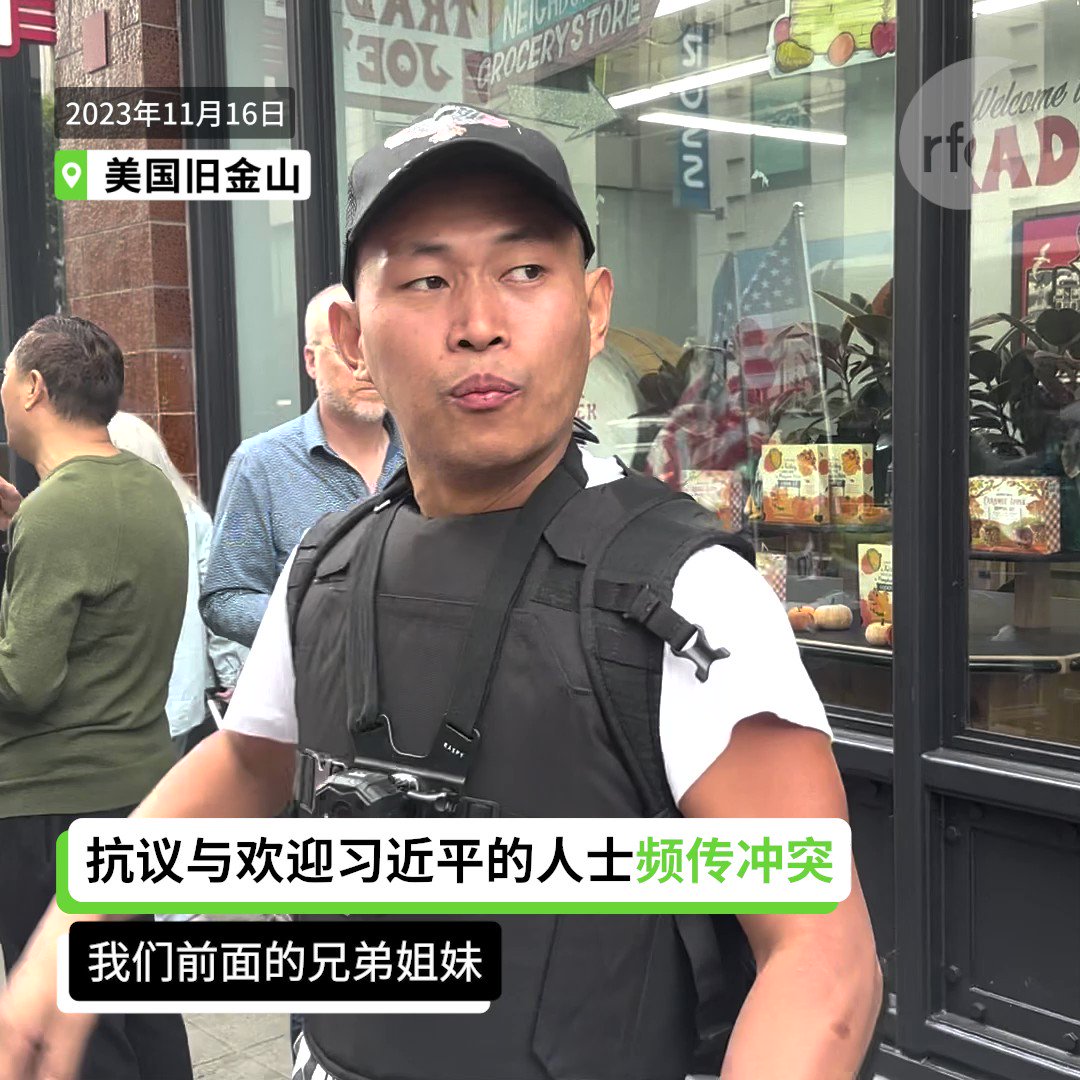 TRADER
JOE'S
NEIGHBORHOOD
GROCERY STORE
ROSS
2023年11月16日
美国旧金山
Welcome
rfa
RAD
抗议与欢迎习近平的人士频传冲突
我们前面的兄弟姐妹